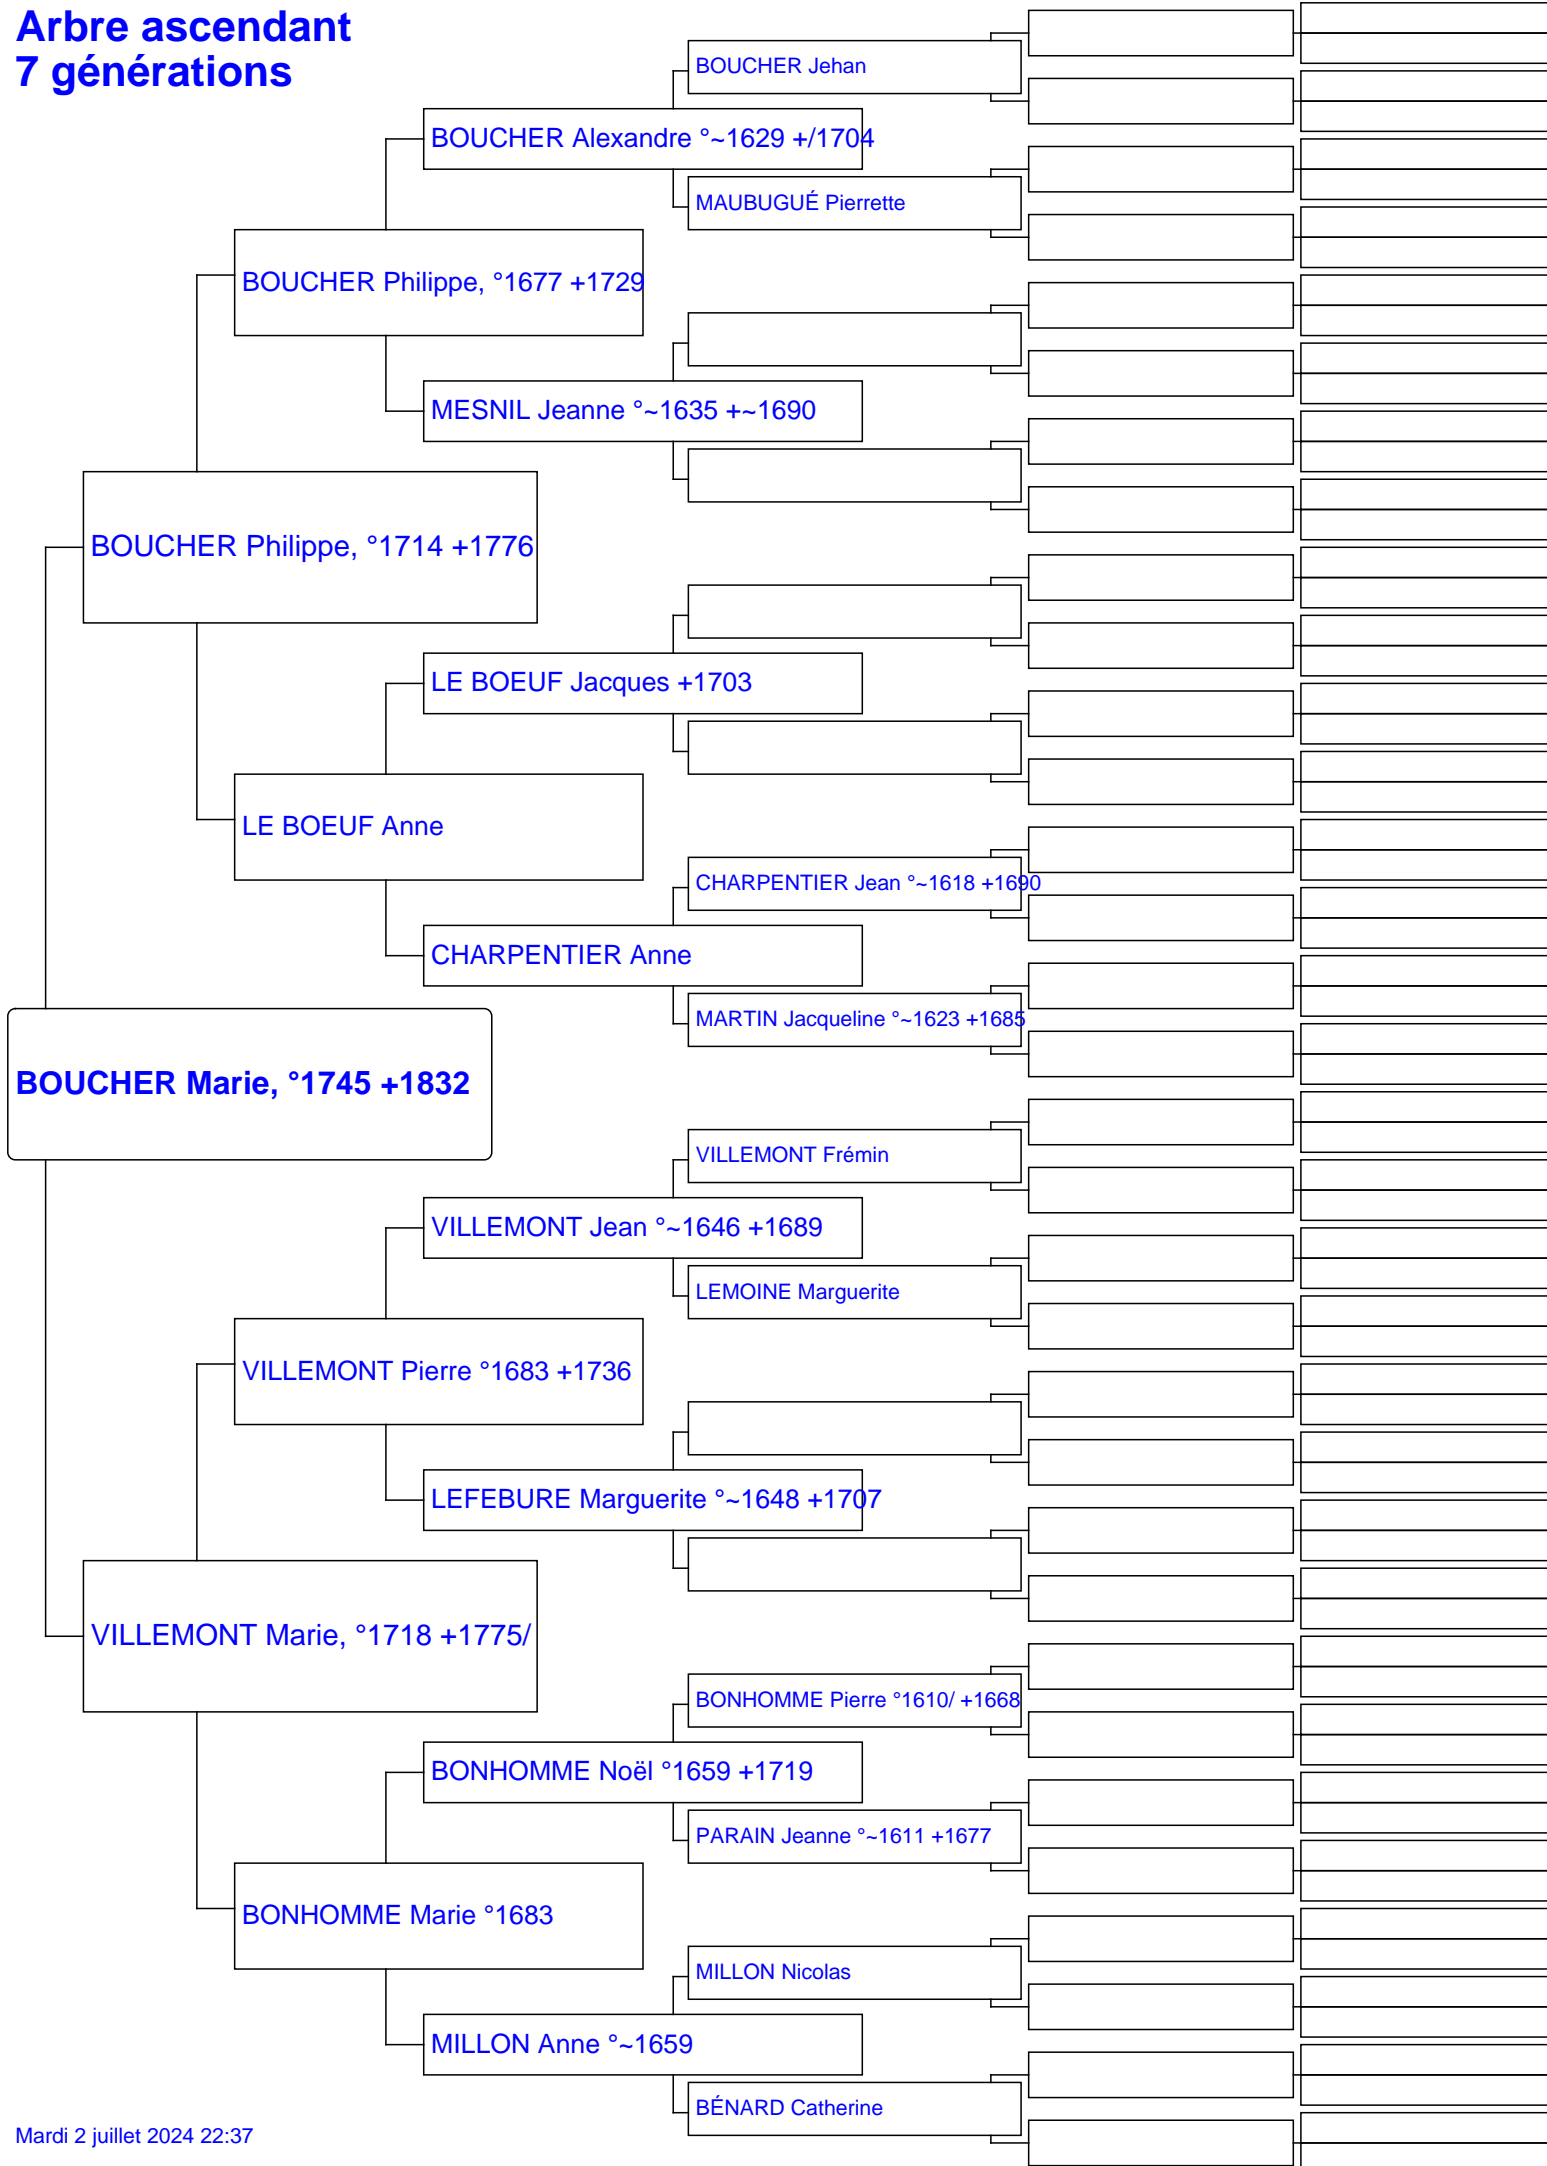 Arbre ascendant
7 générations
BOUCHER Jehan
BOUCHER Alexandre °~1629 +/1704
MAUBUGUÉ Pierrette
BOUCHER Philippe, °1677 +1729
MESNIL Jeanne °~1635 +~1690
BOUCHER Philippe, °1714 +1776
LE BOEUF Jacques +1703
LE BOEUF Anne
CHARPENTIER Jean °~1618 +1690
CHARPENTIER Anne
MARTIN Jacqueline °~1623 +1685
BOUCHER Marie, °1745 +1832
VILLEMONT Frémin
VILLEMONT Jean °~1646 +1689
LEMOINE Marguerite
VILLEMONT Pierre °1683 +1736
LEFEBURE Marguerite °~1648 +1707
VILLEMONT Marie, °1718 +1775/
BONHOMME Pierre °1610/ +1668
BONHOMME Noël °1659 +1719
PARAIN Jeanne °~1611 +1677
BONHOMME Marie °1683
MILLON Nicolas
MILLON Anne °~1659
BÉNARD Catherine
Mardi 2 juillet 2024 22:37